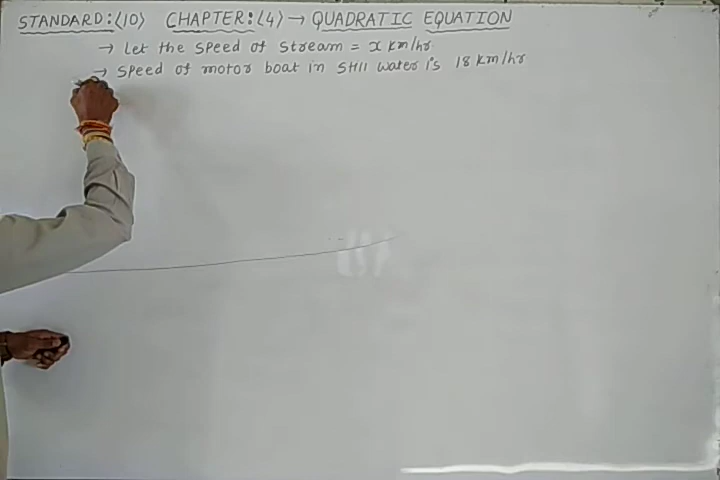 STANDARD:⟨10⟩ CHAPTER:⟨4⟩ → QUADRATIC EQUATION
→ Let the speed of stream = x km/hr
→ speed of motor boat in still water is 18 km/hr
→